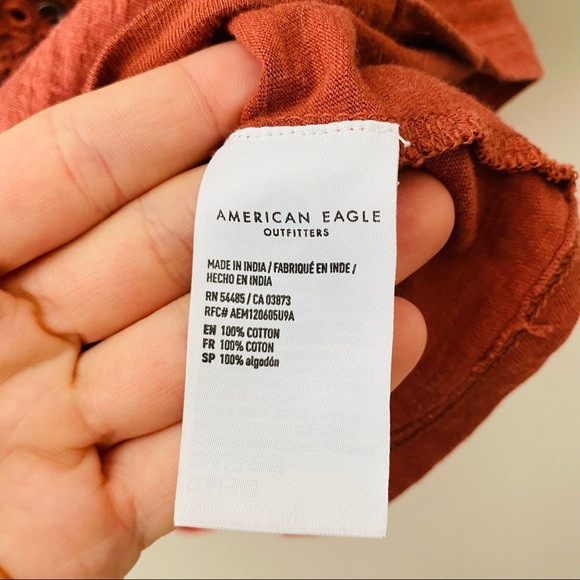 AMERICAN EAGLE
OUTFITTERS
MADE IN INDIA / FABRIQUÉ EN INDE /
HECHO EN INDIA
RN 54485 / CA 03873
RFC# AEM120605U9A
EN 100% COTTON
FR 100% COTON
SP 100% algodón